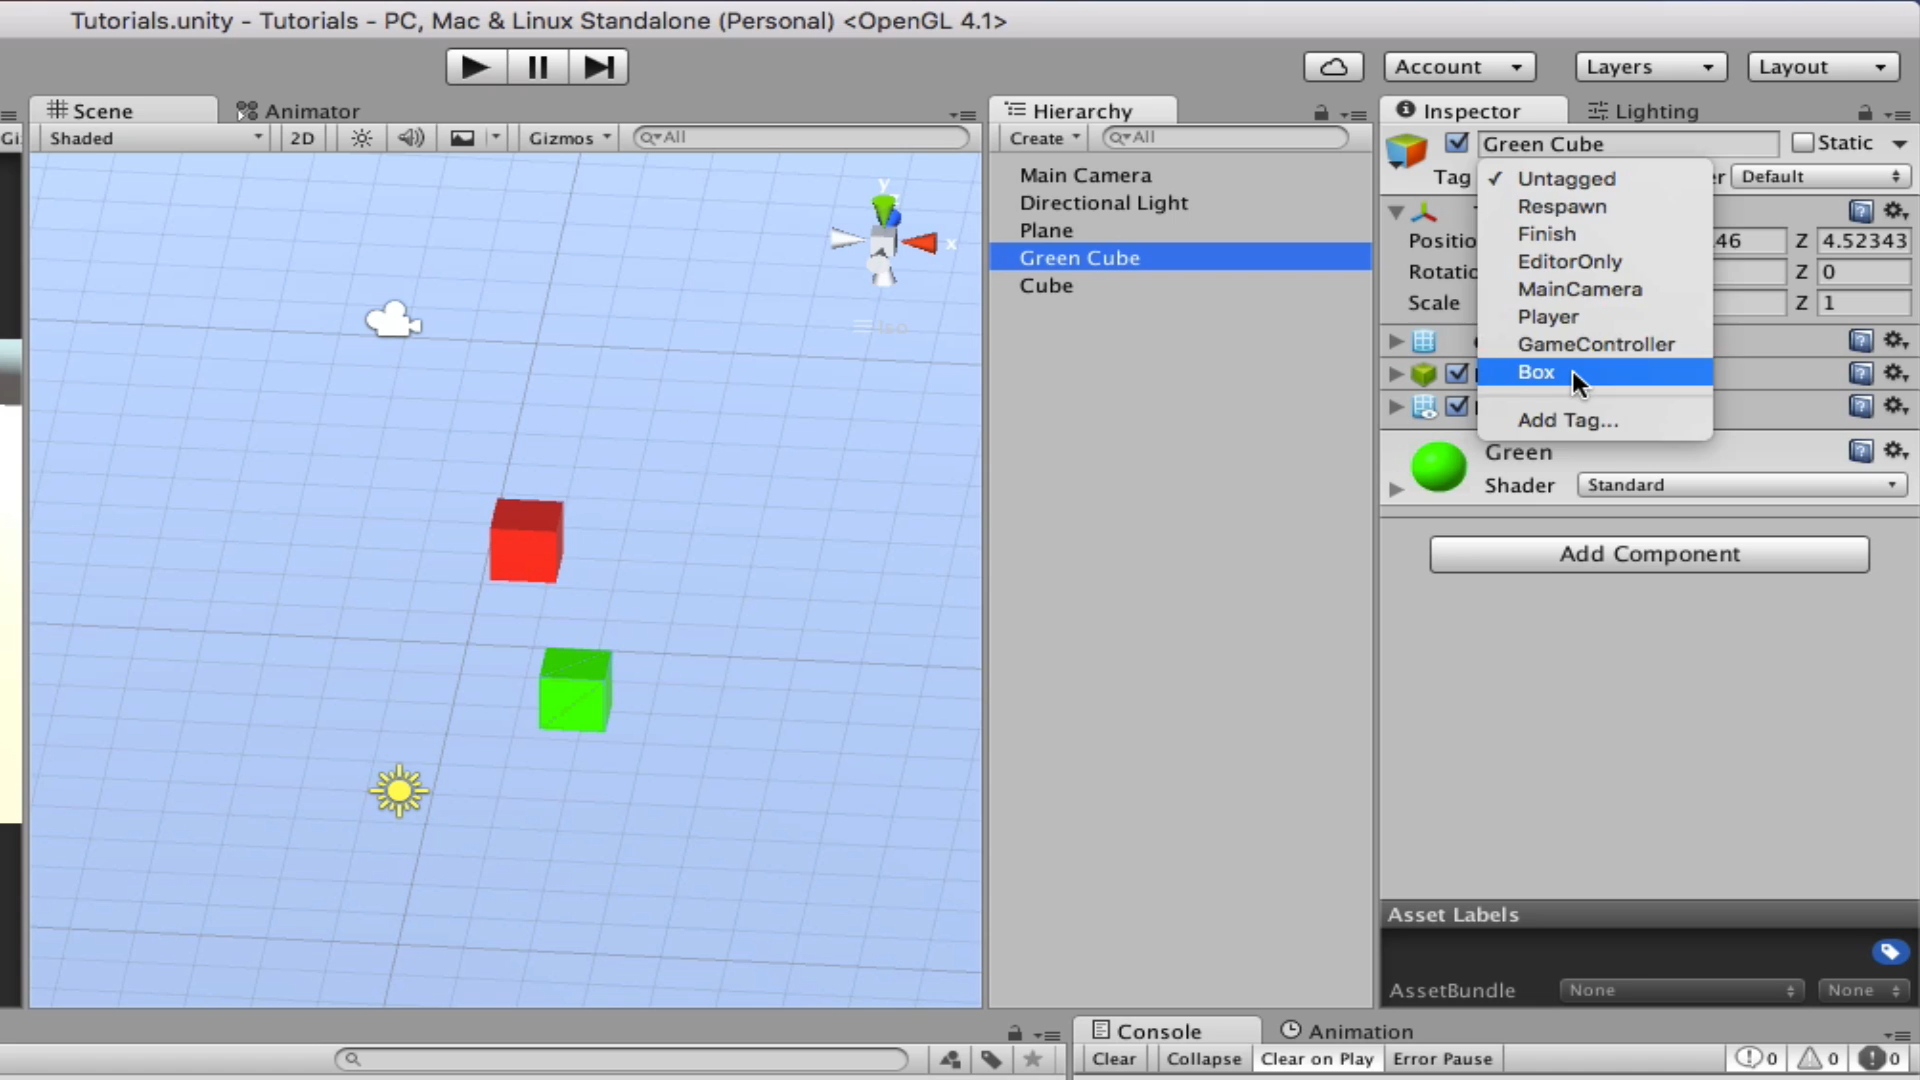 Tutorials.unity - Tutorials - PC, Mac & Linux Standalone (Personal) <OpenGL 4.1>
Account
Layers
Layout
Scene
Animator
Shaded
2D
Gizmos
All
Iso
y
x
Hierarchy
Create
All
Main Camera
Directional Light
Plane
Green Cube
Cube
Inspector
Lighting
Green Cube
Static
Tag
Default
Untagged
Respawn
Finish
EditorOnly
MainCamera
Player
GameController
Box
Add Tag...
Z 4.52343
Z 0
Scale Z 1
Green
Shader Standard
Add Component
Asset Labels
AssetBundle None None
Console
Animation
Clear
Collapse
Clear on Play
Error Pause
0
0
0